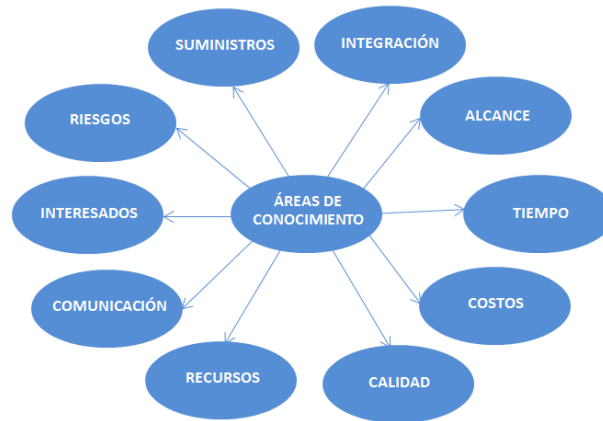 SUMINISTROS
INTEGRACIÓN
RIESGOS
ALCANCE
INTERESADOS
ÁREAS DE
CONOCIMIENTO
TIEMPO
COMUNICACIÓN
COSTOS
RECURSOS
CALIDAD